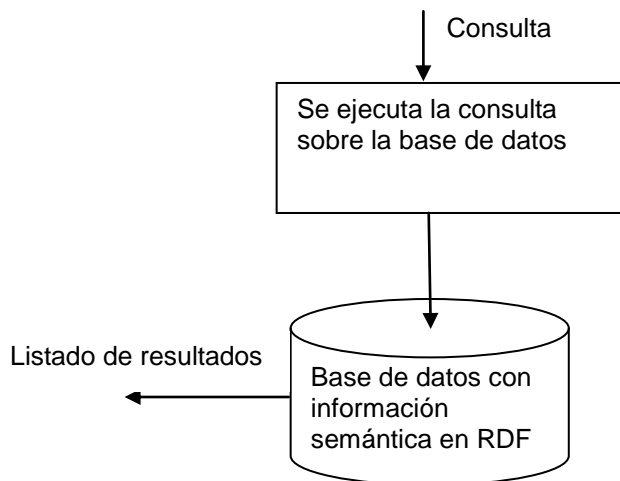 Consulta
Se ejecuta la consulta
sobre la base de datos
Listado de resultados
Base de datos con
información
semántica en RDF